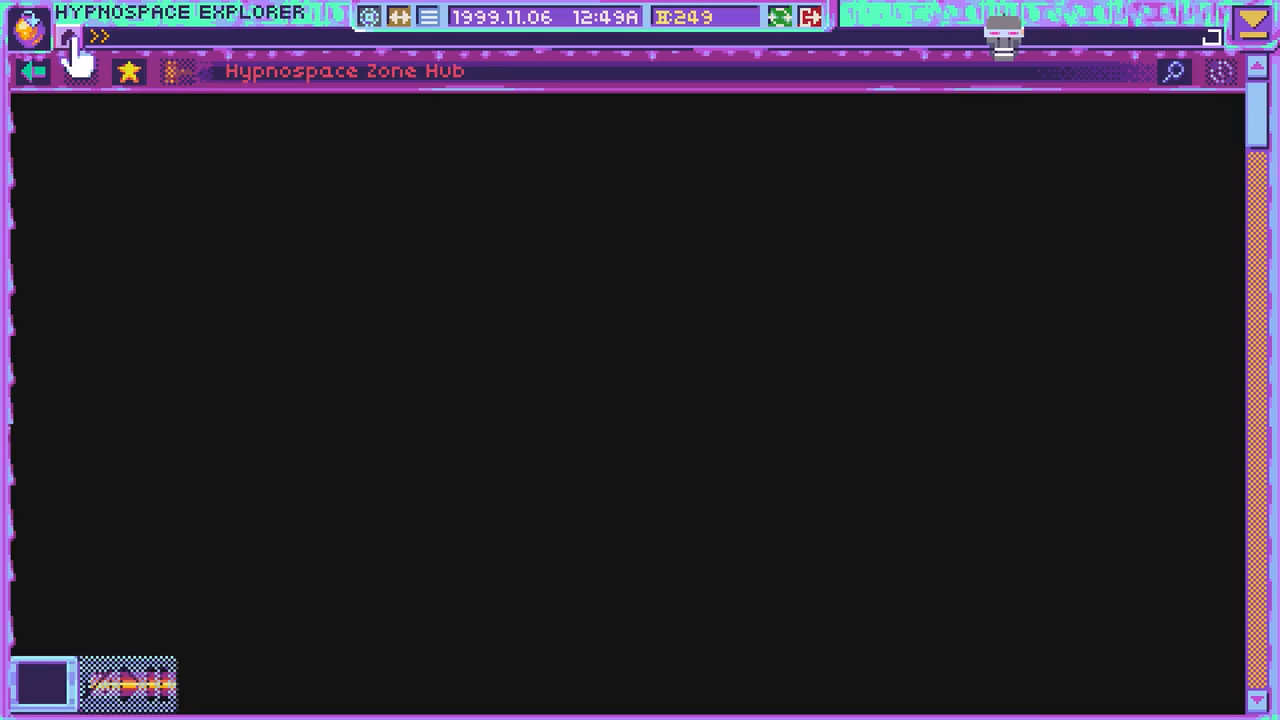 HYPNOSPACE EXPLORER
1999.11.06 12:49A
249
>>
Hypnospace Zone Hub